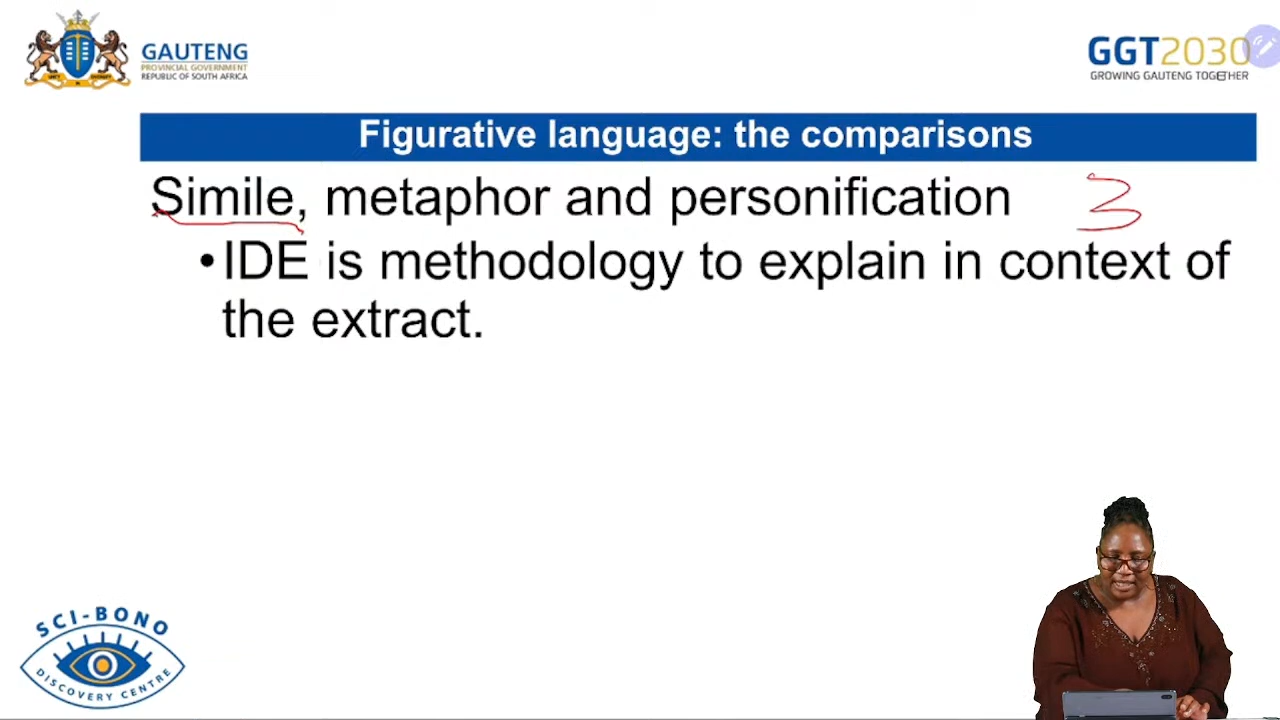 GAUTENG
PROVINCIAL GOVERNMENT
REPUBLIC OF SOUTH AFRICA
GGT2030
GROWING GAUTENG TOGETHER
Figurative language: the comparisons
Simile, metaphor and personification 3
•IDE is methodology to explain in context of
the extract.
SCI-BONO
DISCOVERY CENTRE